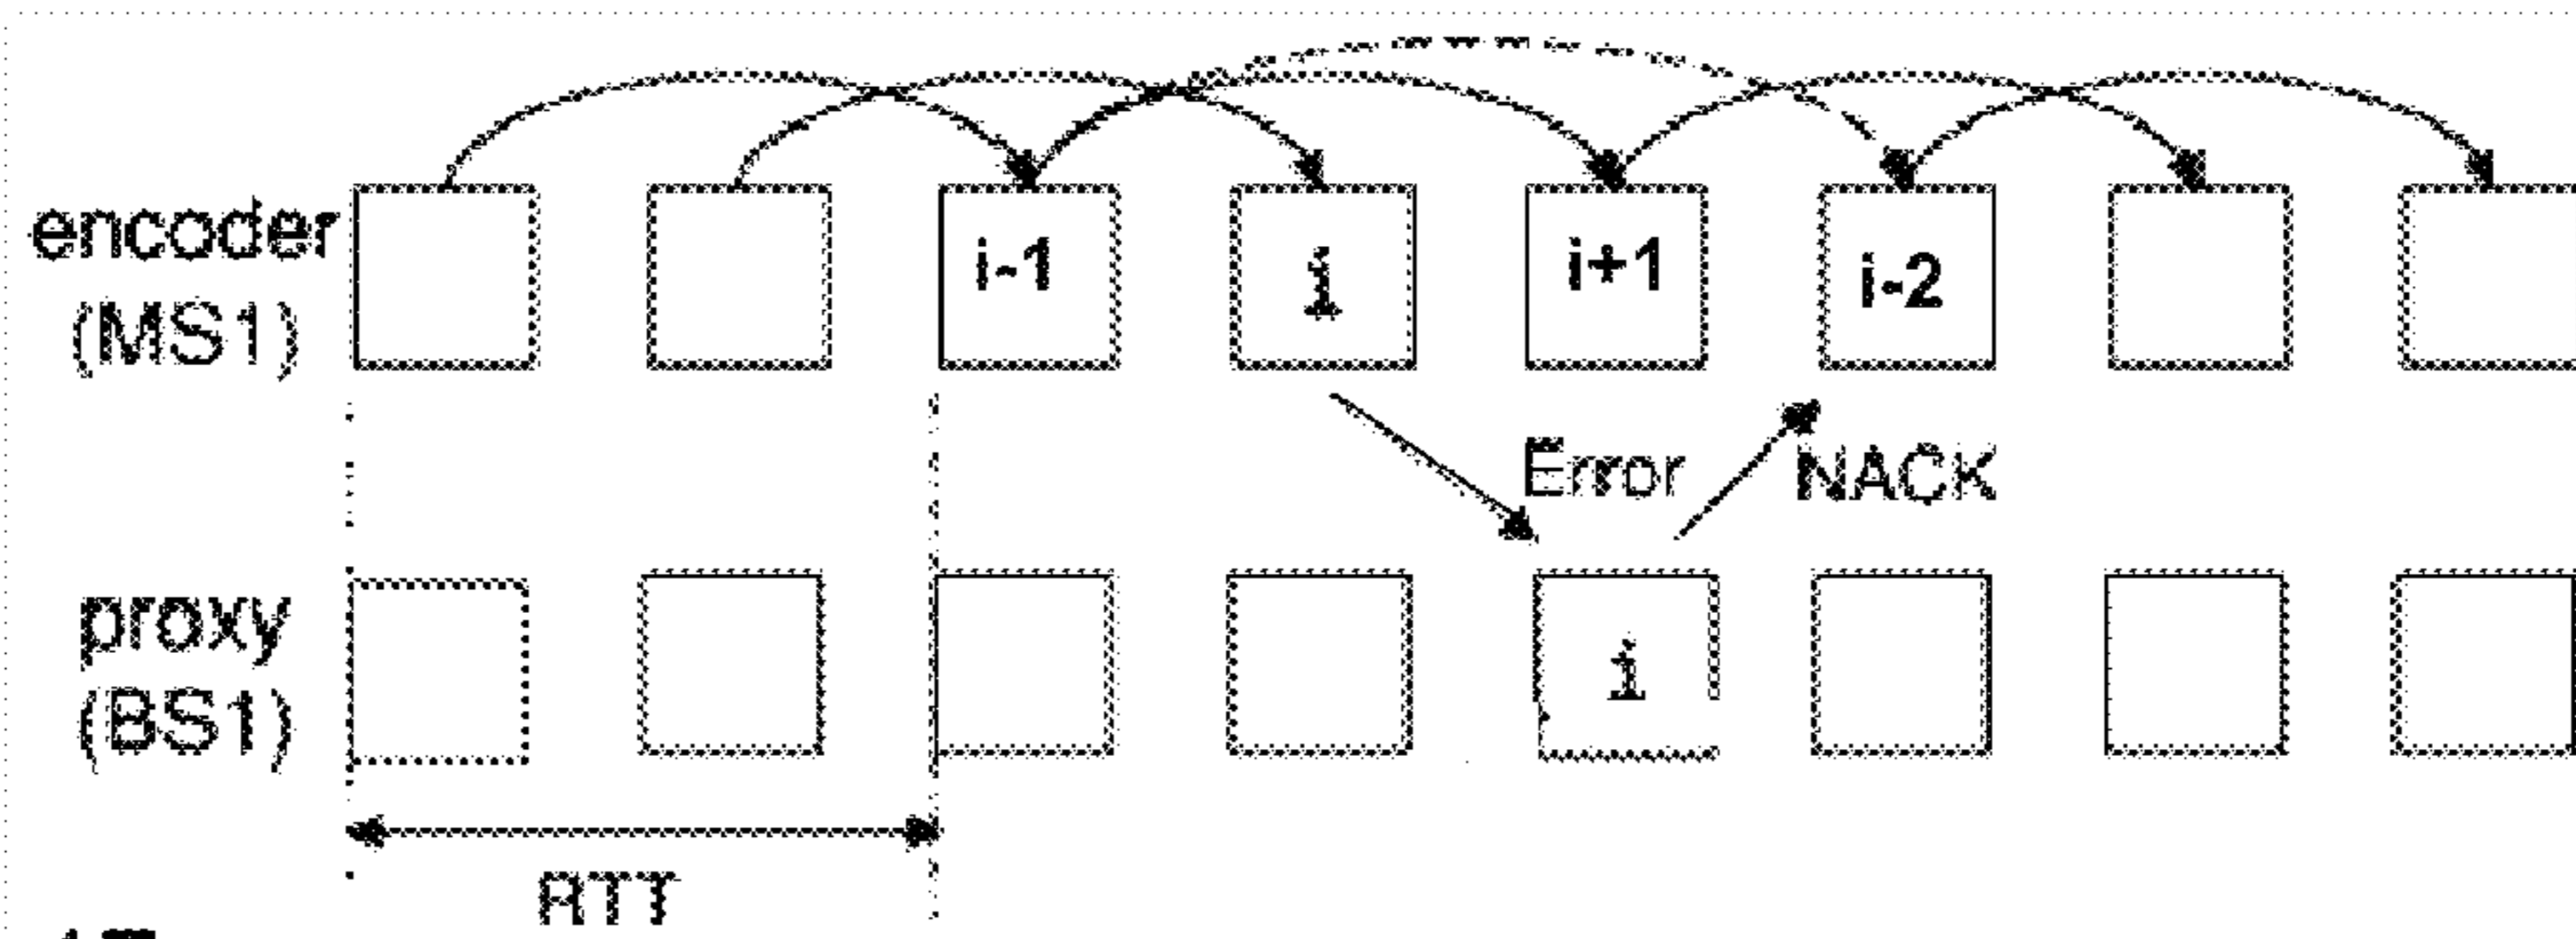 encoder
(MS1)
i-1
i
i+1
i-2
Error
NACK
proxy
(BS1)
i
RTT